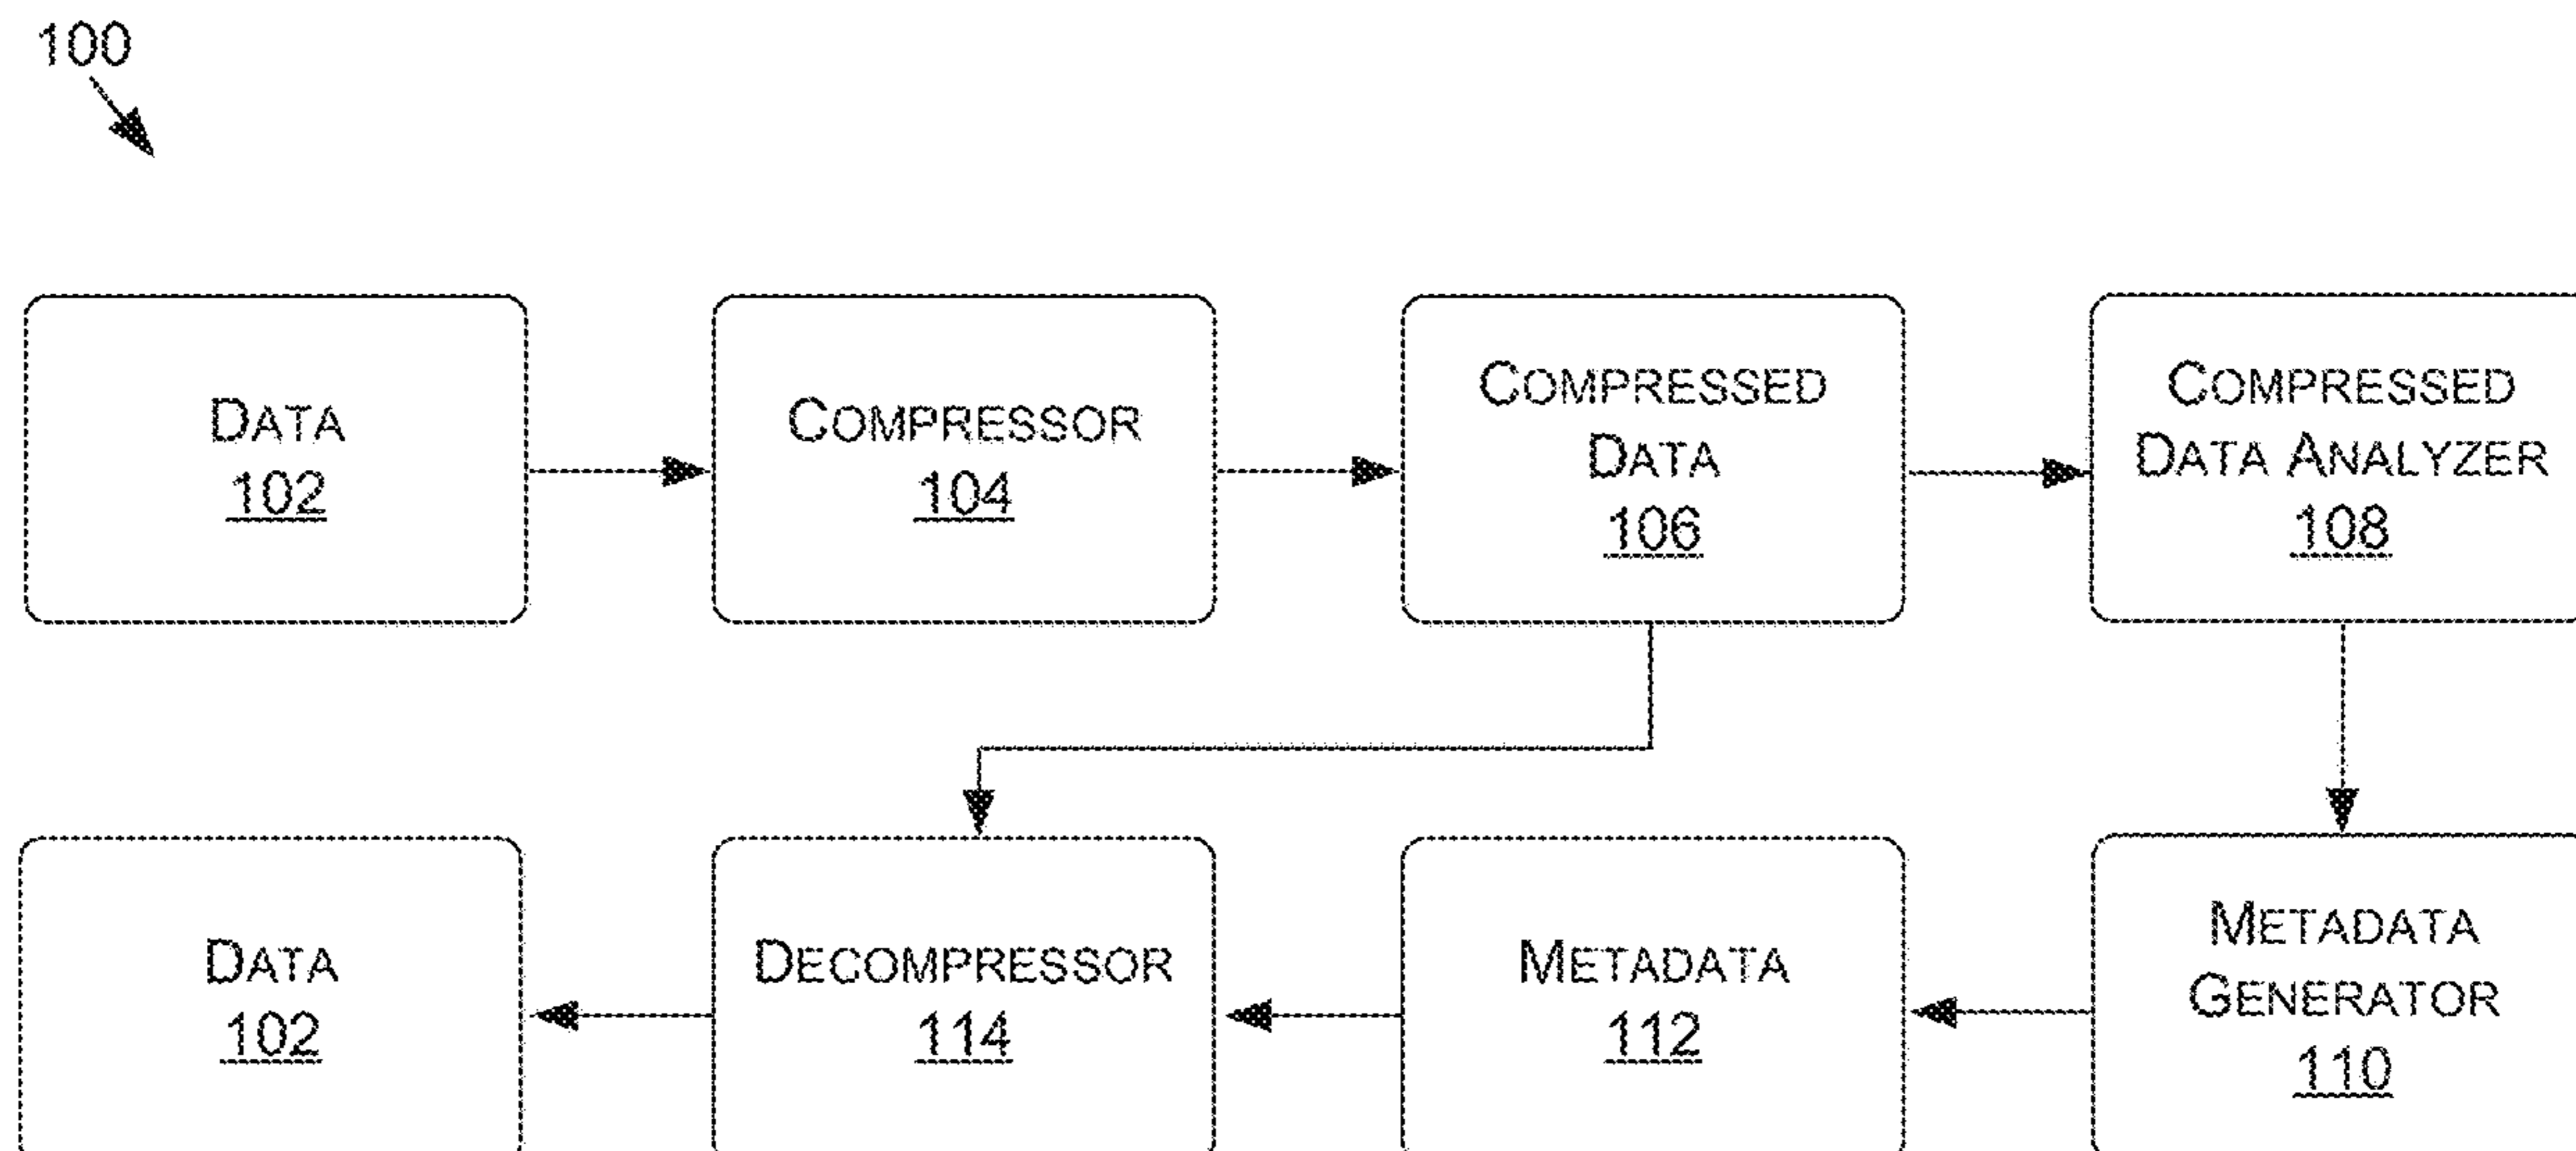 100
DATA
102
COMPRESSOR
104
COMPRESSED
DATA
106
COMPRESSED
DATA ANALYZER
108
DATA
102
DECOMPRESSOR
114
METADATA
112
METADATA
GENERATOR
110